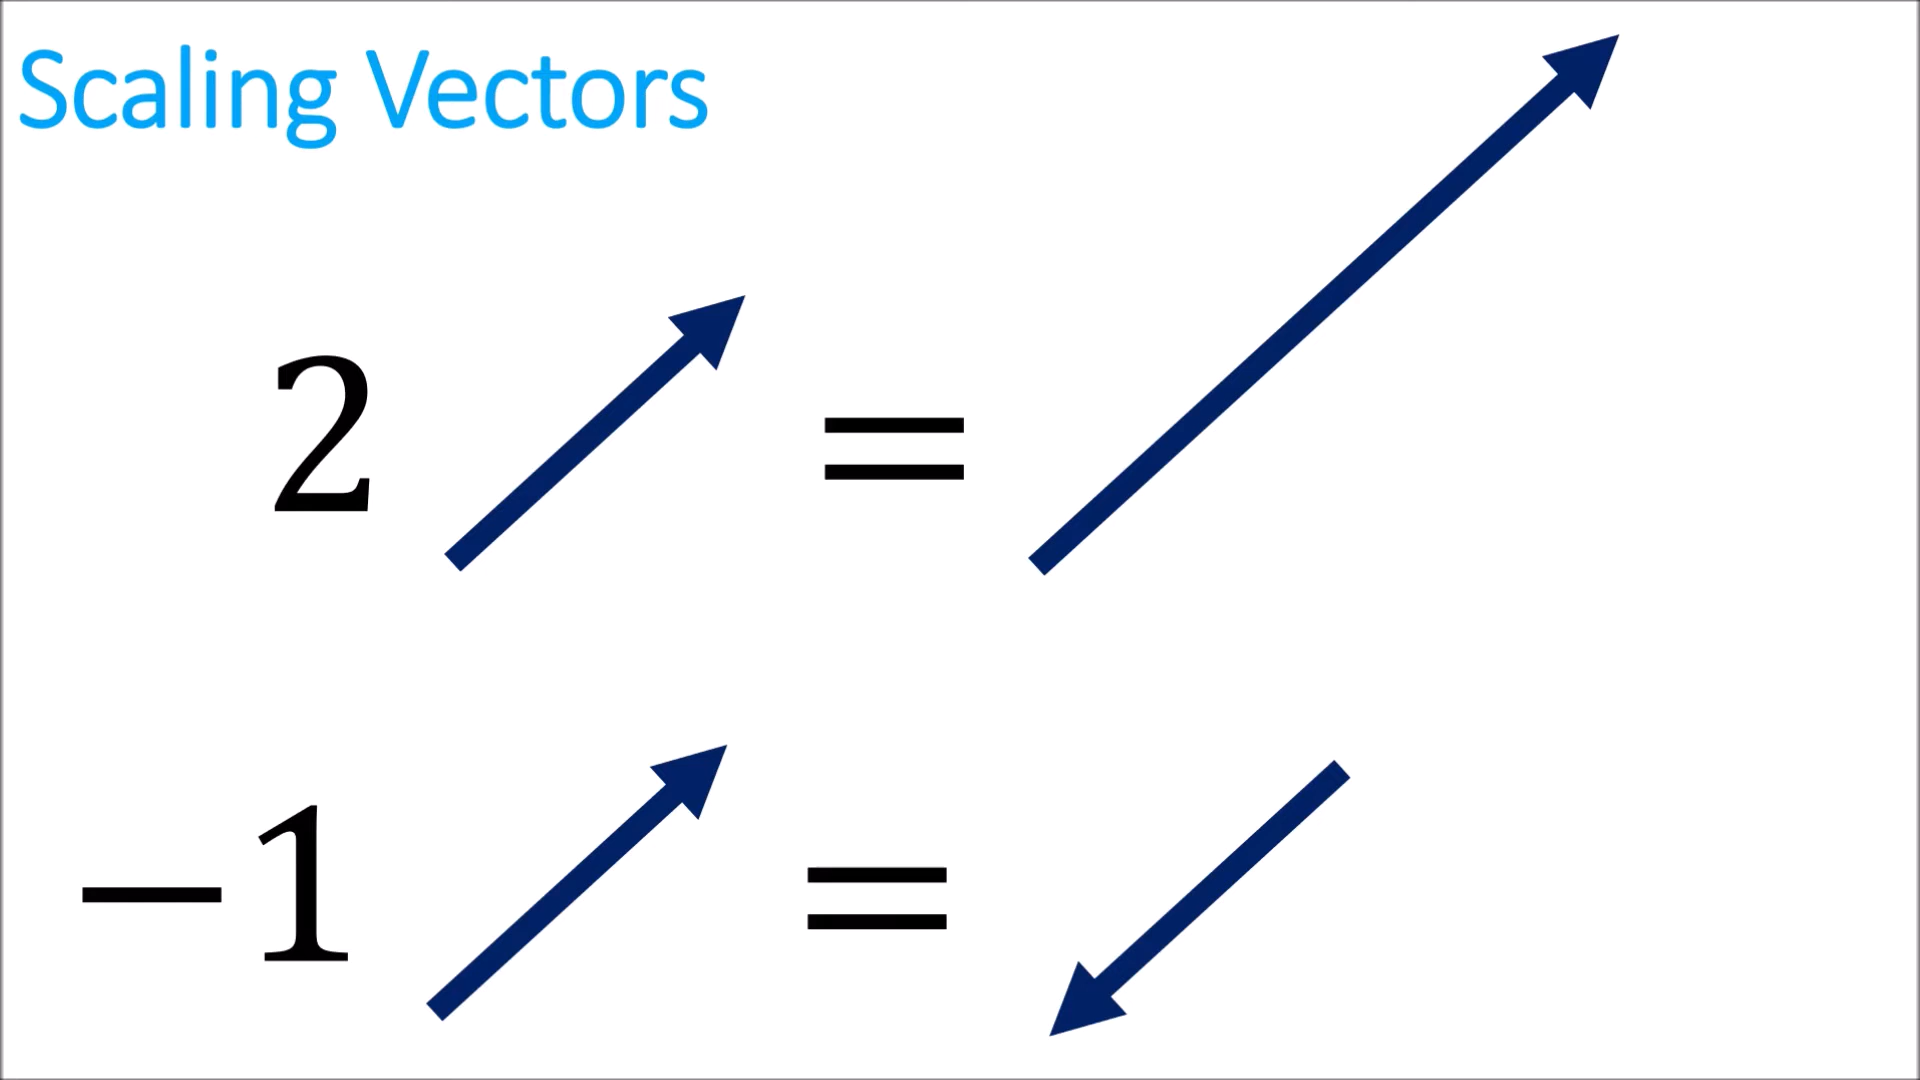 Scaling Vectors
2 =
−1 =